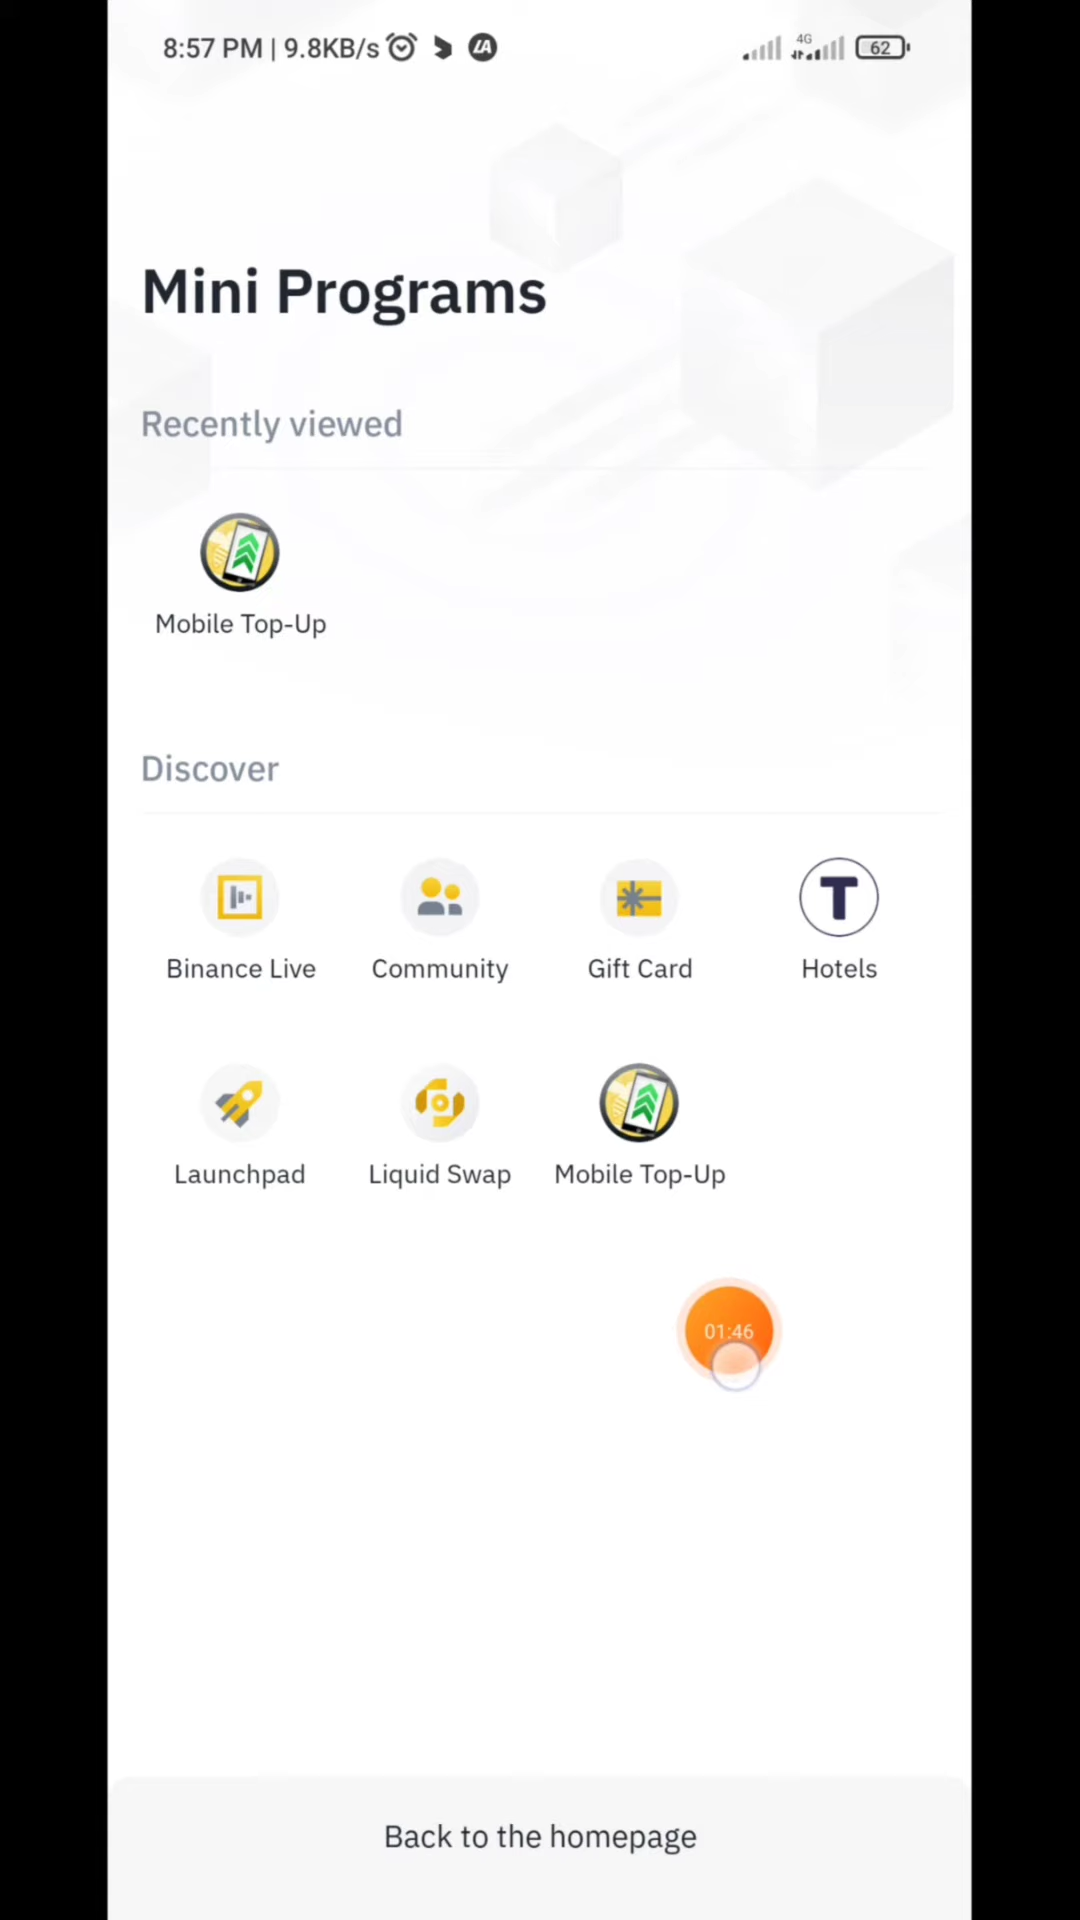 8:57 PM | 9.8KB/s
4G
62
Mini Programs
Recently viewed
Mobile Top-Up
Discover
Binance Live
Community
Gift Card
T
Hotels
Launchpad
Liquid Swap
Mobile Top-Up
01:46
Back to the homepage